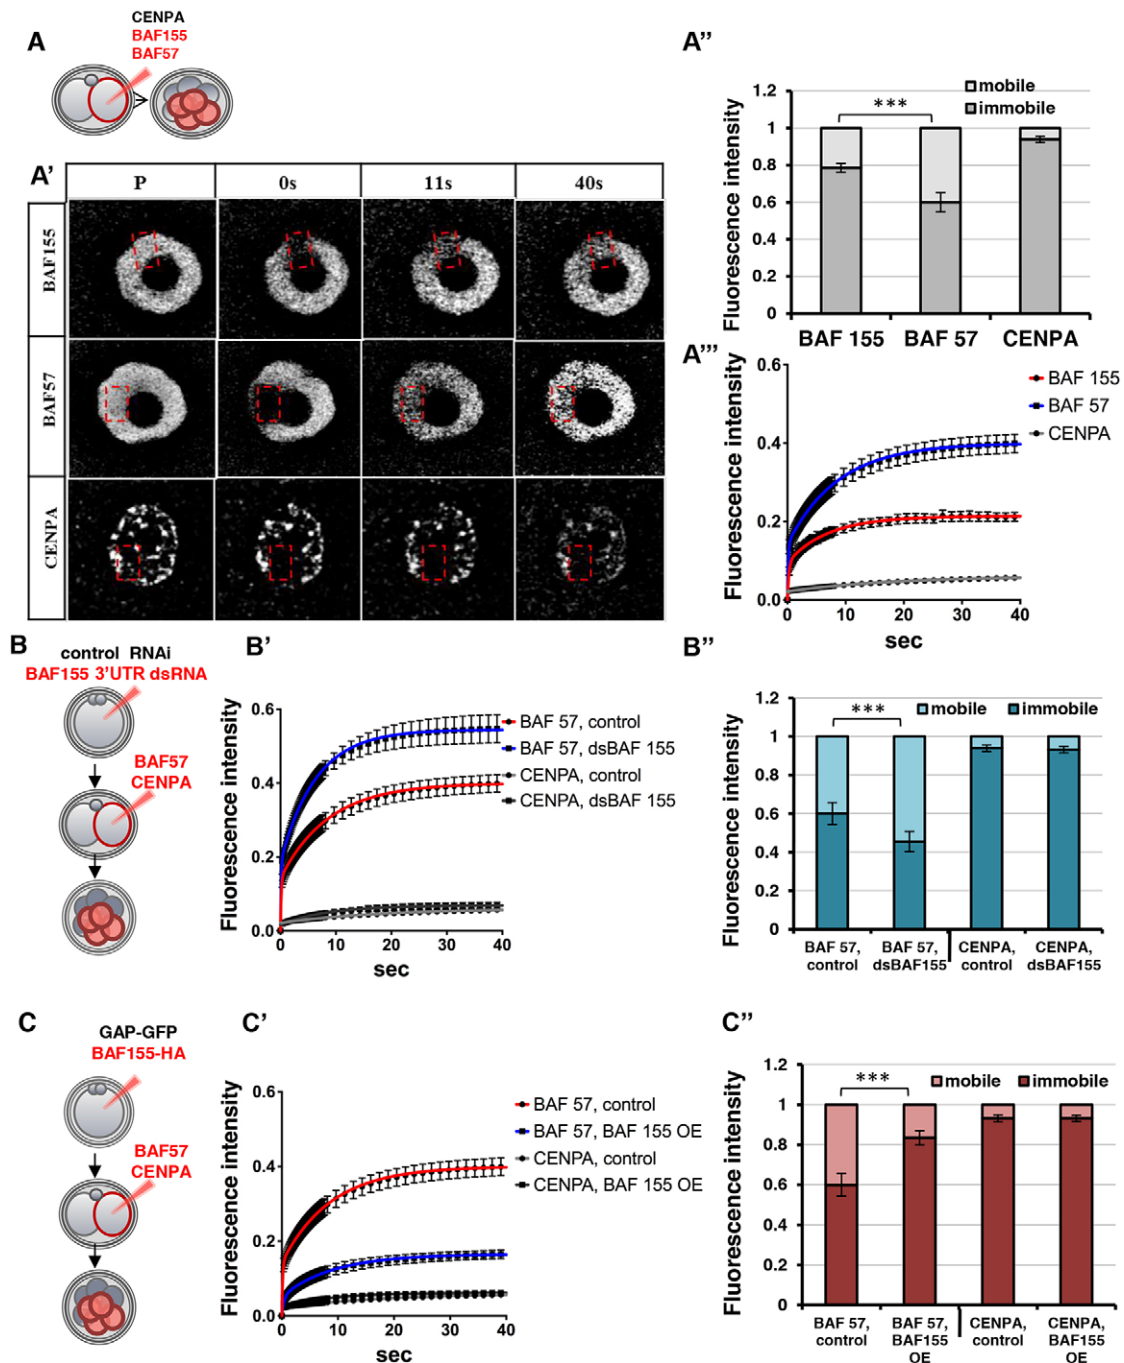 A
CENPA
BAF155
BAF57
A'
P
0s
11s
40s
BAF155
BAF57
CENPA
A''
mobile
immobile
***
Fluorescence intensity
1.2
1
0.8
0.6
0.4
0.2
0
BAF 155
BAF 57
CENPA
A'''
Fluorescence intensity
0.6
0.4
0.2
0.0
0
10
20
30
40
sec
BAF 155
BAF 57
CENPA
B
control RNAi
BAF155 3'UTR dsRNA
BAF57
CENPA
B'
Fluorescence intensity
0.6
0.4
0.2
0.0
0
10
20
30
40
sec
BAF 57, control
BAF 57, dsBAF 155
CENPA, control
CENPA, dsBAF 155
B''
Fluorescence intensity
1.2
1
0.8
0.6
0.4
0.2
0
***
mobile
immobile
BAF 57,
control
BAF 57,
dsBAF155
CENPA,
control
CENPA,
dsBAF155
C
GAP-GFP
BAF155-HA
BAF57
CENPA
C'
Fluorescence intensity
0.6
0.4
0.2
0.0
0
10
20
30
40
sec
BAF 57, control
BAF 57, BAF 155 OE
CENPA, control
CENPA, BAF 155 OE
C''
Fluorescence intensity
1.2
1
0.8
0.6
0.4
0.2
0
***
mobile
immobile
BAF 57,
control
BAF 57,
BAF155
OE
CENPA,
control
CENPA,
BAF155
OE